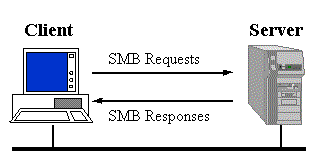 Client
Server
SMB Requests
SMB Responses